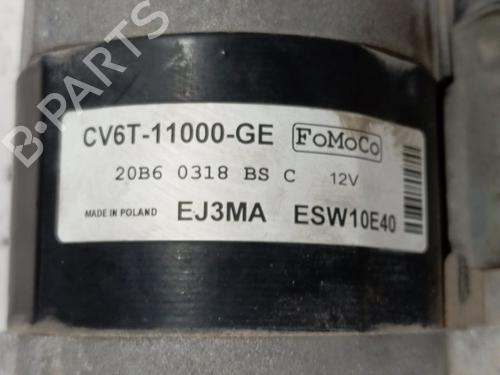 B-PARTS
CV6T-11000-GE FoMoCo
20B6 0318 BS C 12V
MADE IN POLAND EJ3MA ESW10E40